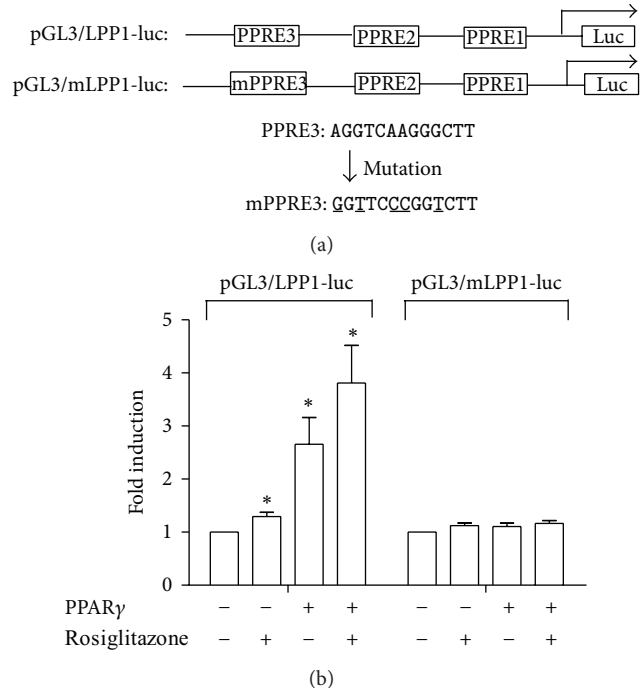 pGL3/LPP1-luc: PPRE3 PPRE2 PPRE1 Luc
pGL3/mLPP1-luc: mPPRE3 PPRE2 PPRE1 Luc
PPRE3: AGGTCAAGGGCTT
Mutation
mPPRE3: GGTTCCCGGTCTT
(a)
pGL3/LPP1-luc pGL3/mLPP1-luc
5
4
3
2
1
0
Fold induction
* * *
PPARγ − − + + − − + +
Rosiglitazone − + − + − + − +
(b)